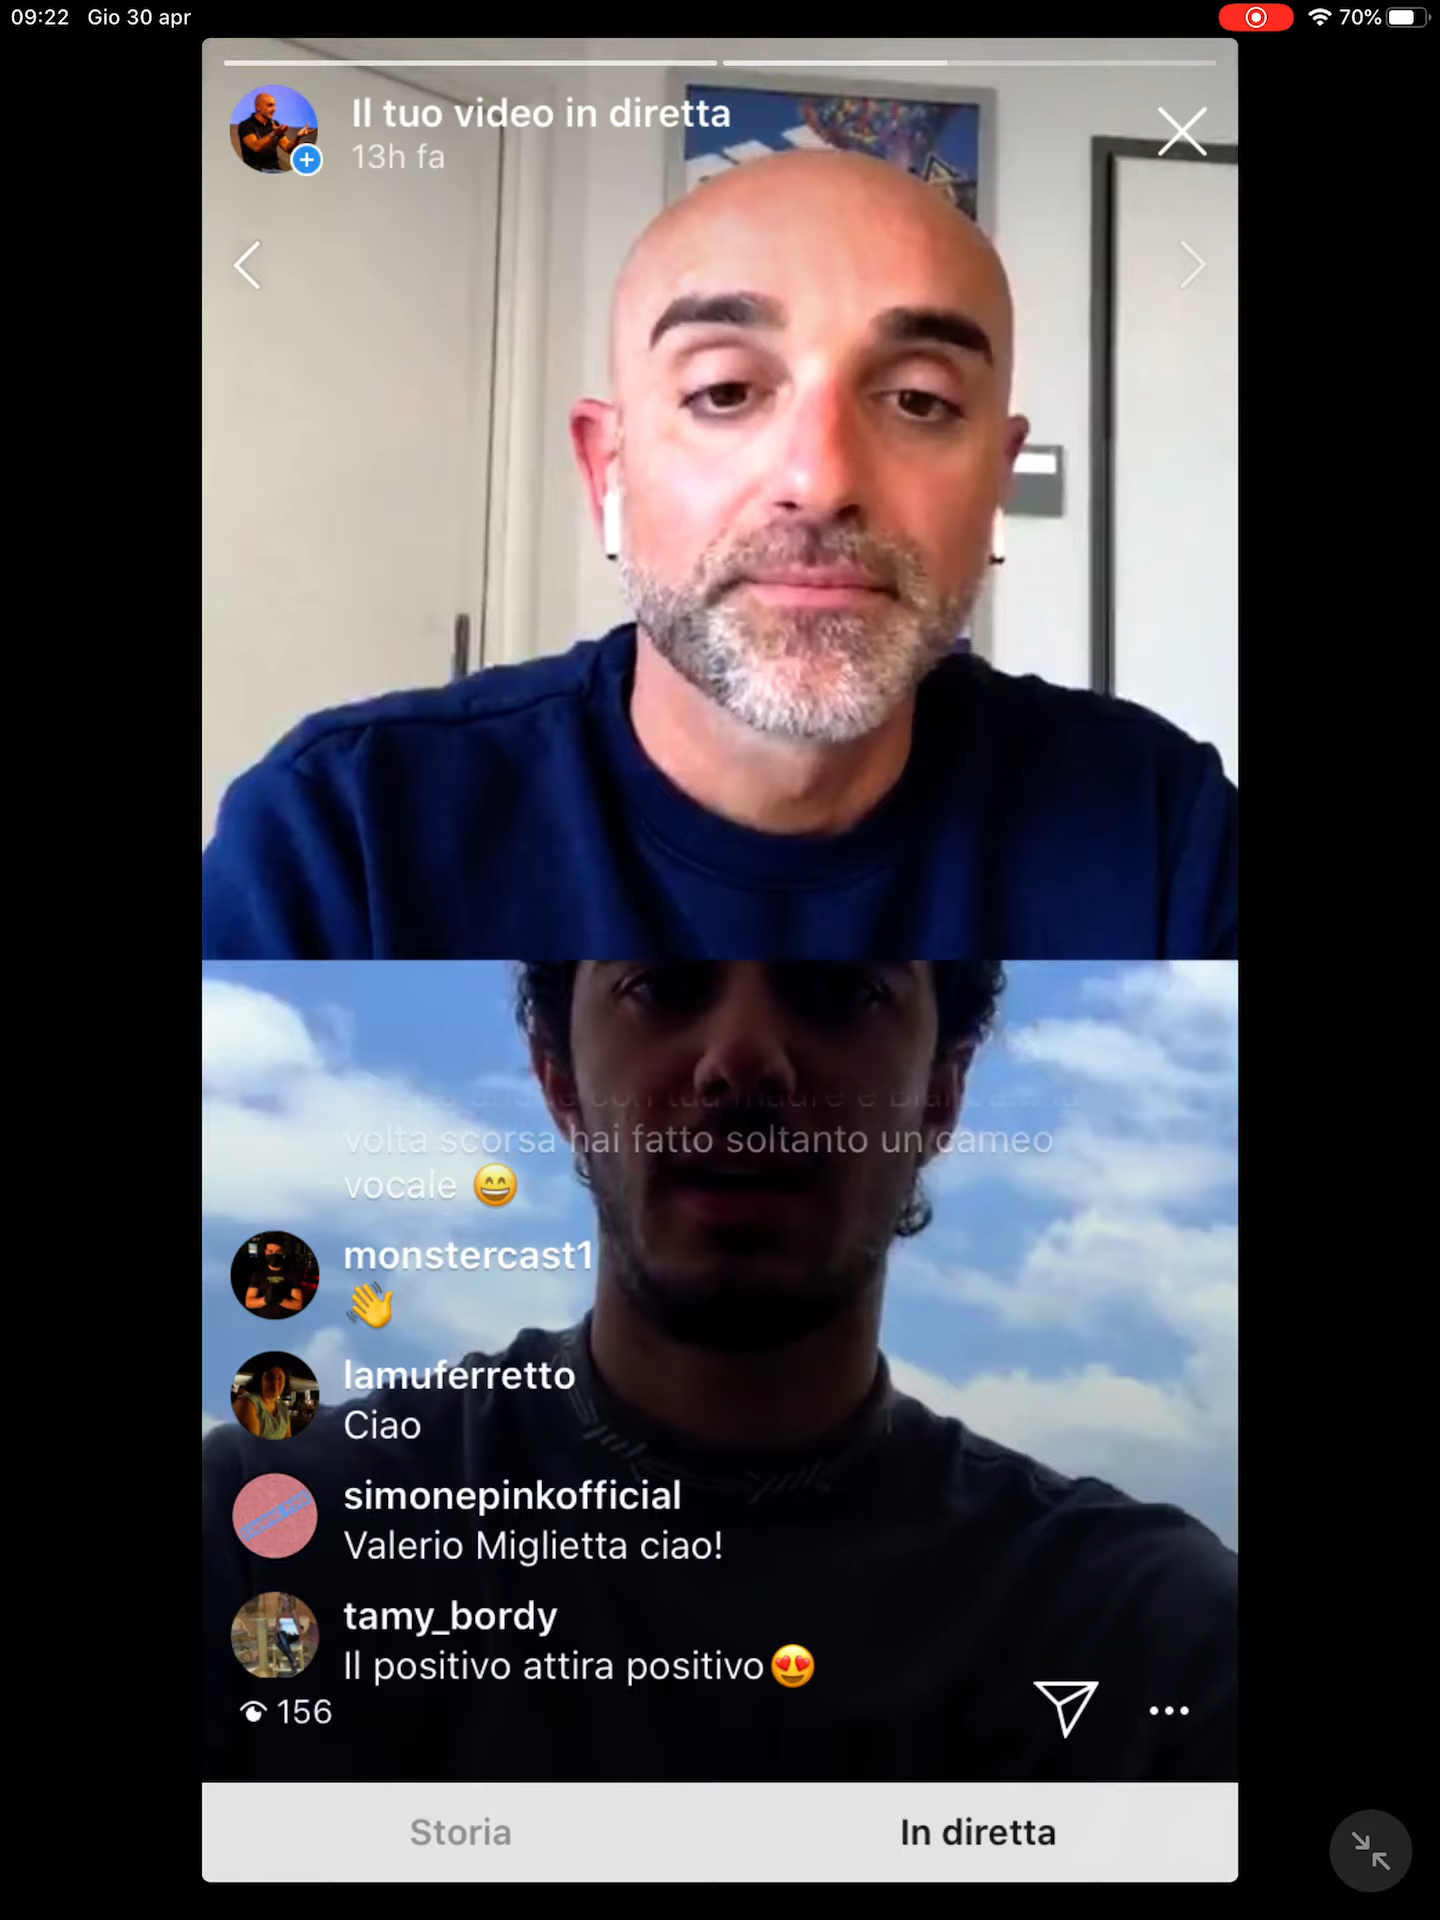 09:22 Gio 30 apr
70%
Il tuo video in diretta
13h fa
volta scorsa hai fatto soltanto un cameo
vocale 😄
monstercast1
👋
lamuferretto
Ciao
simonepinkofficial
Valerio Miglietta ciao!
tamy_bordy
Il positivo attira positivo😍
156
Storia
In diretta